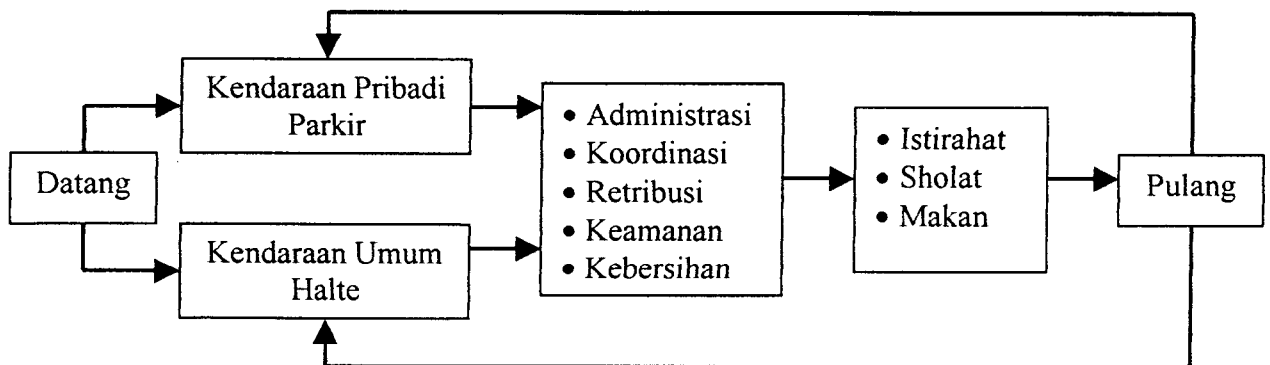 Datang
Kendaraan Pribadi
Parkir
Kendaraan Umum
Halte
• Administrasi
• Koordinasi
• Retribusi
• Keamanan
• Kebersihan
• Istirahat
• Sholat
• Makan
Pulang